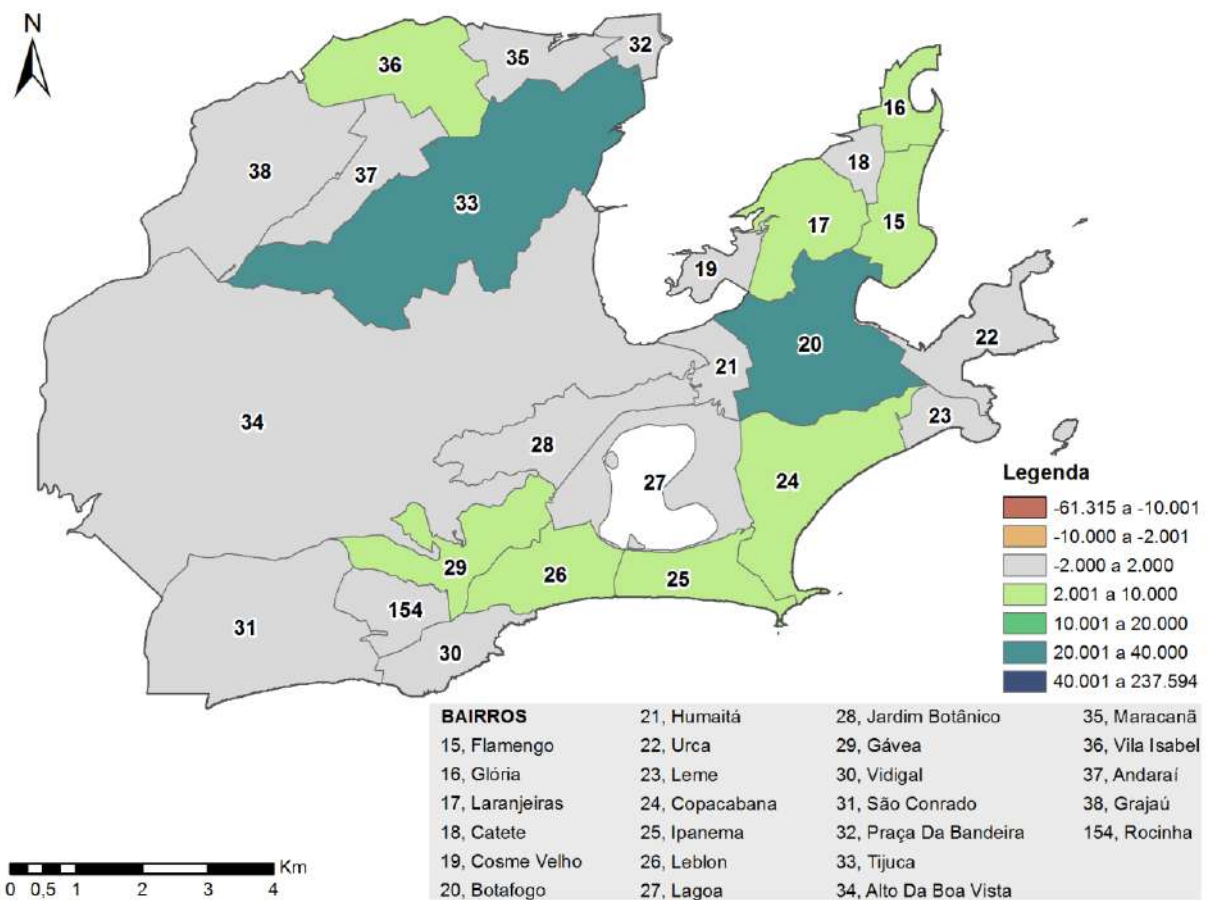 N
36
35
32
38
37
33
16
18
17
15
19
20
22
21
34
28
23
27
24
29
26
25
154
31
30
Legenda
-61.315 a -10.001
-10.000 a -2.001
-2.000 a 2.000
2.001 a 10.000
10.001 a 20.000
20.001 a 40.000
40.001 a 237.594
Km
0 0,5 1 2 3 4
BAIRROS
15, Flamengo
16, Glória
17, Laranjeiras
18, Catete
19, Cosme Velho
20, Botafogo
21, Humaitá
22, Urca
23, Leme
24, Copacabana
25, Ipanema
26, Leblon
27, Lagoa
28, Jardim Botânico
29, Gávea
30, Vidigal
31, São Conrado
32, Praça Da Bandeira
33, Tijuca
34, Alto Da Boa Vista
35, Maracanã
36, Vila Isabel
37, Andaraí
38, Grajaú
154, Rocinha